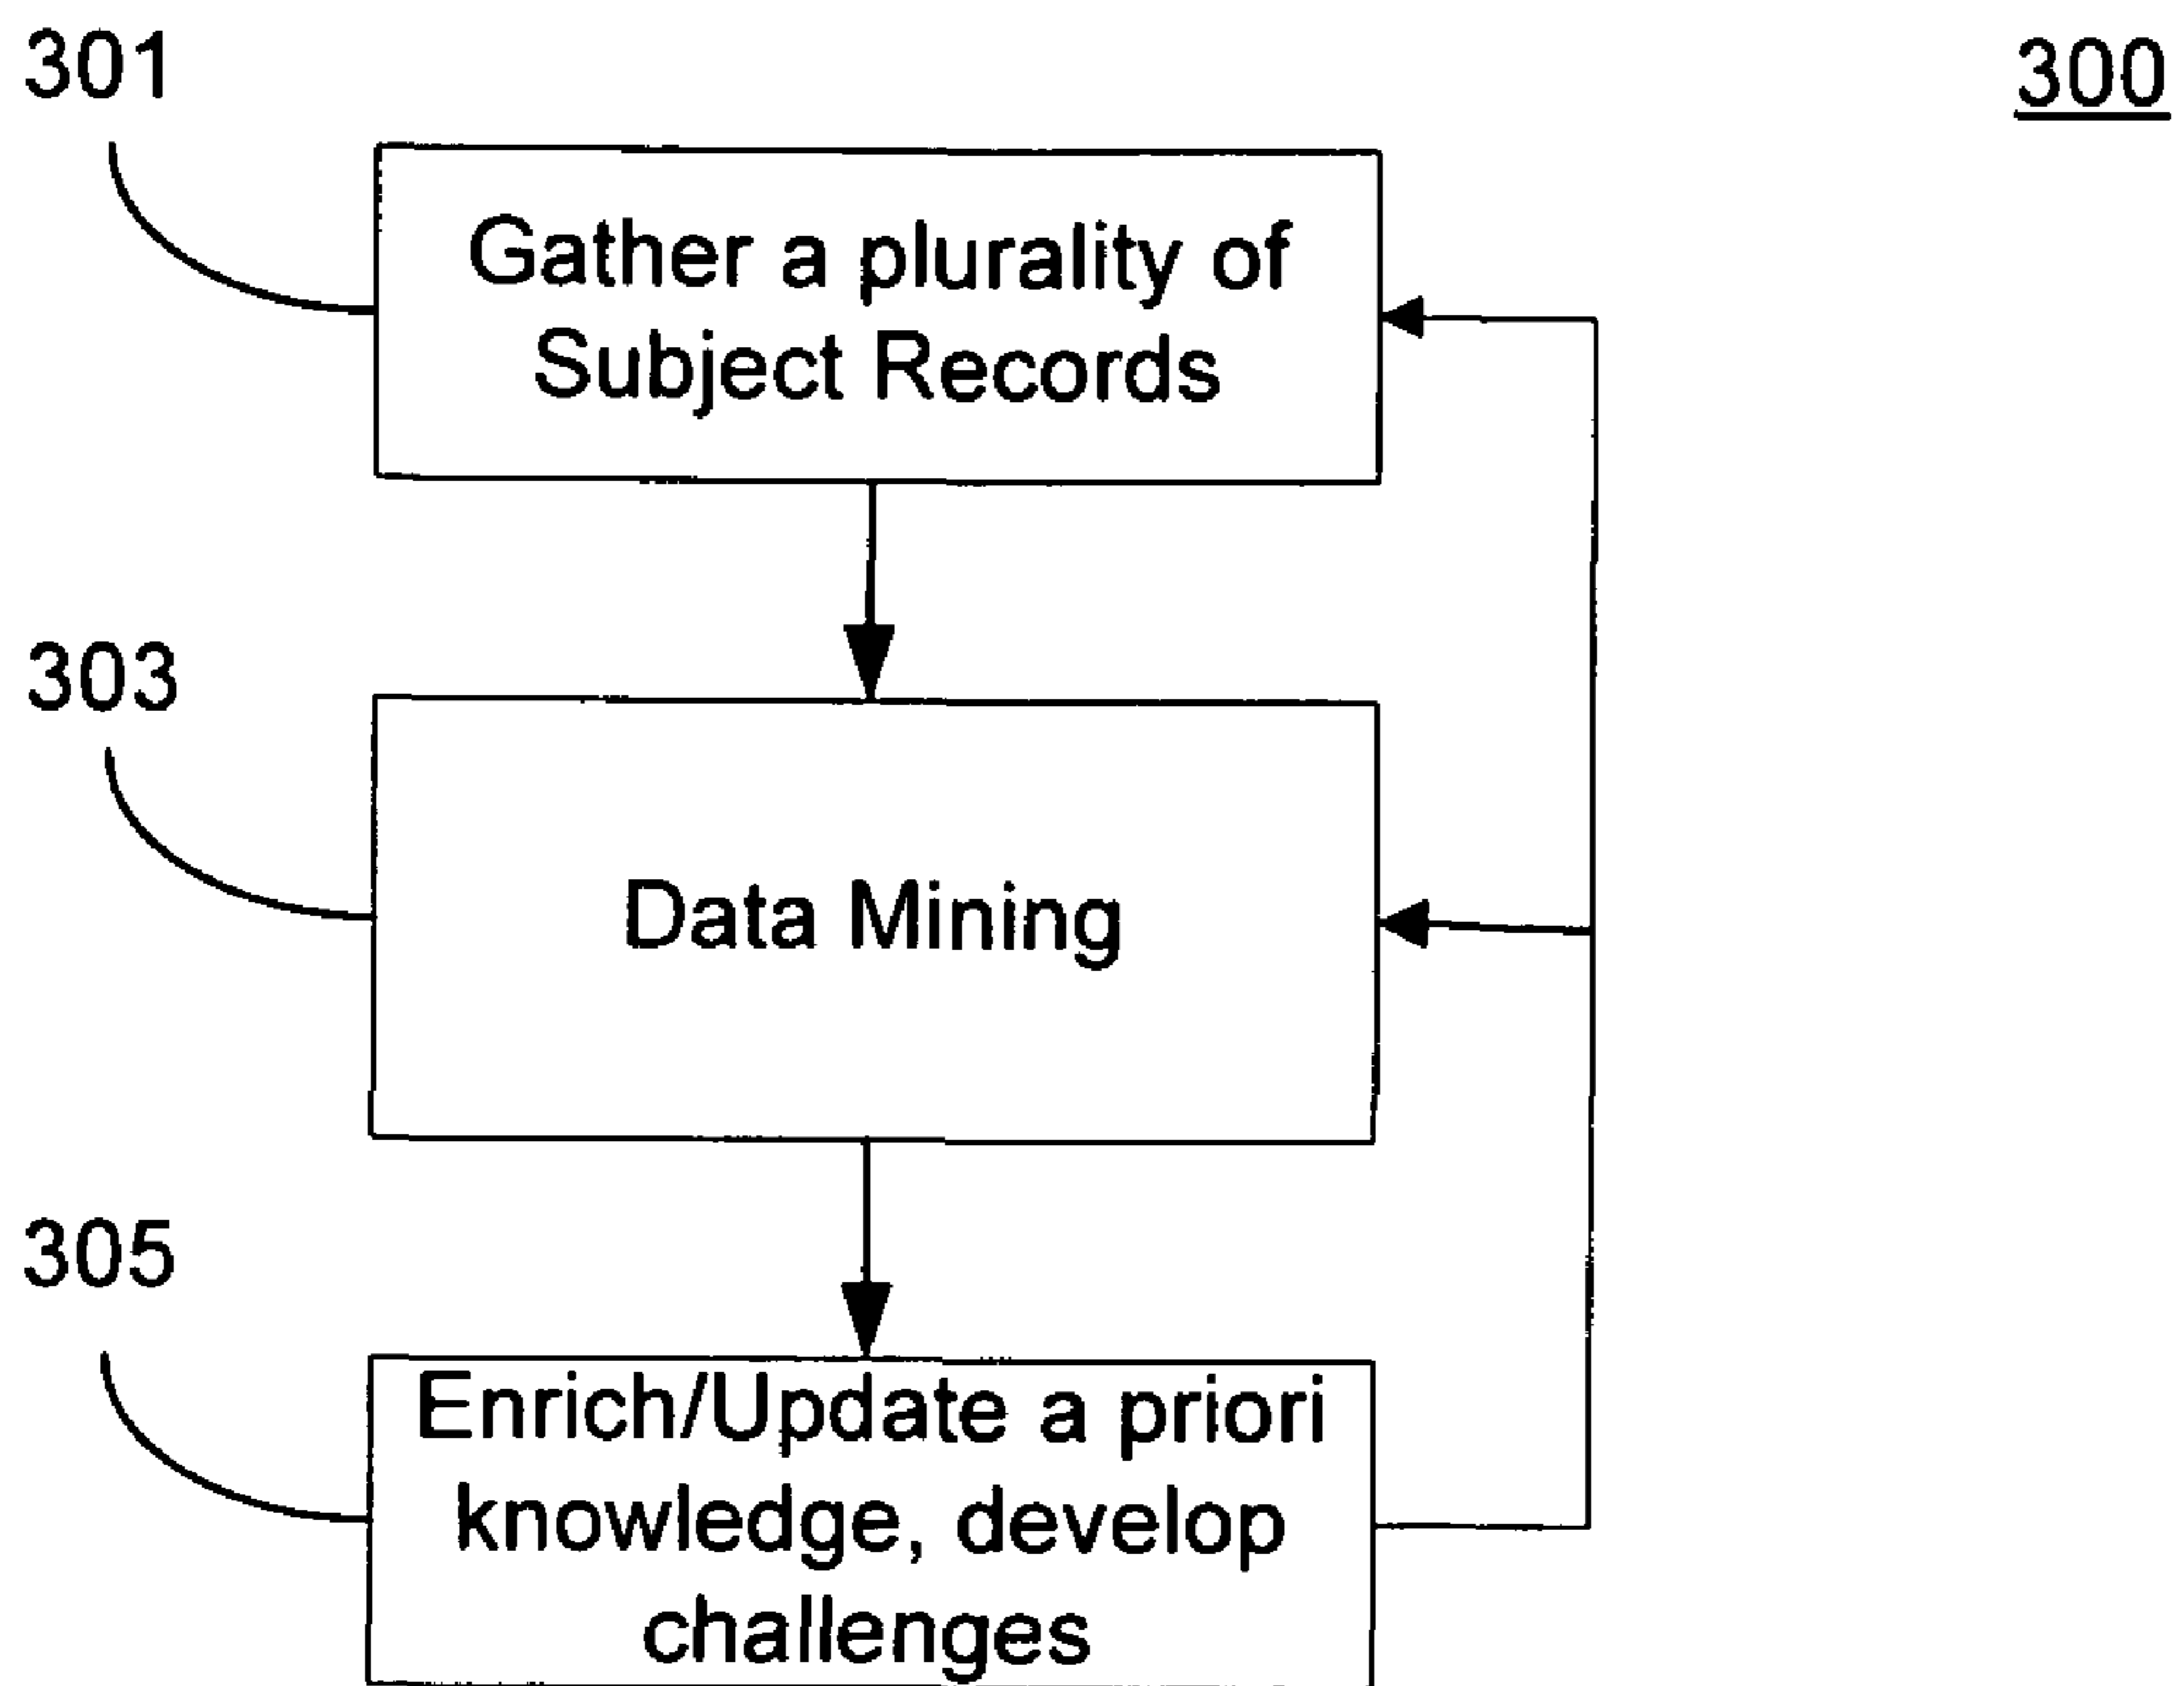 301
300
Gather a plurality of
Subject Records
303
Data Mining
305
Enrich/Update a priori
knowledge, develop
challenges